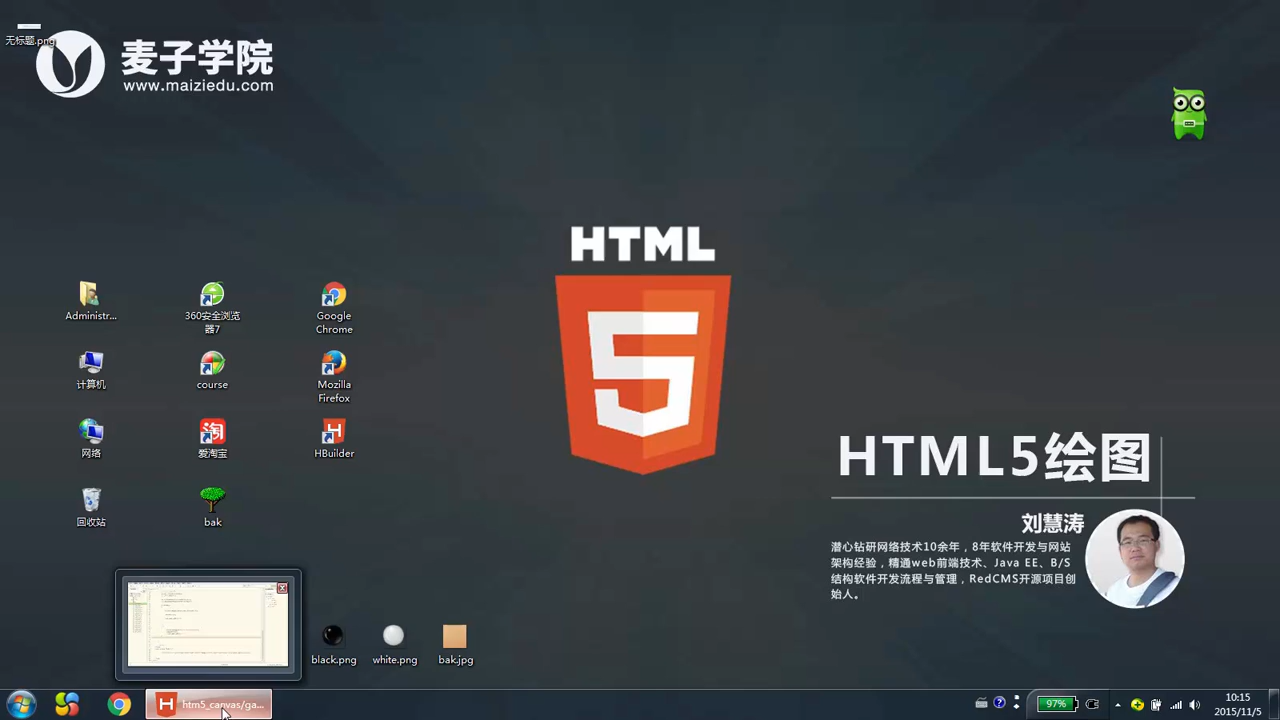 无标题.png
麦子学院
www.maiziedu.com
HTML
5
Administr...
360安全浏览
器7
Google
Chrome
计算机
course
Mozilla
Firefox
网络
爱淘宝
HBuilder
回收站
bak
HTML5绘图
刘慧涛
潜心钻研网络技术10余年，8年软件开发与网站
架构经验，精通web前端技术、Java EE、B/S
结构软件开发流程与管理，RedCMS开源项目创
始人。
black.png
white.png
bak.jpg
htm5_canvas/ga...
97%
10:15
2015/11/5